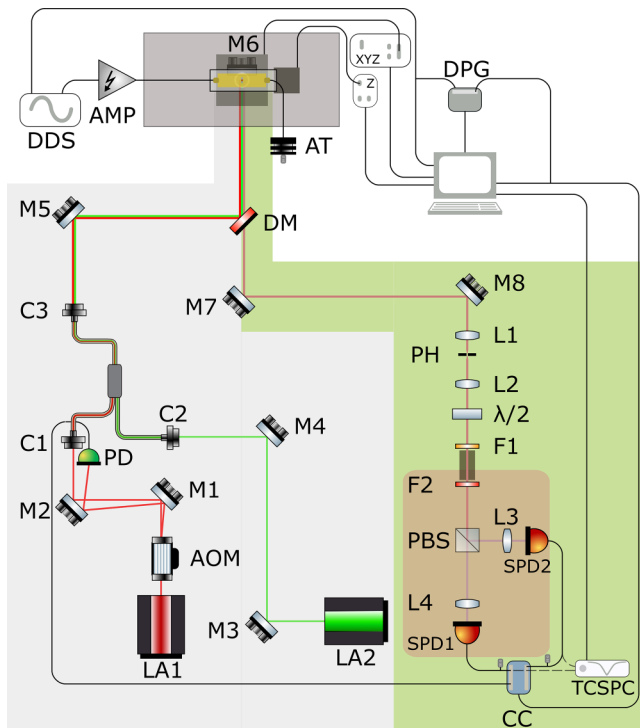 M6
XYZ
Z
DPG
DDS
AMP
AT
M5
DM
M7
M8
C3
L1
PH
L2
λ/2
C2
M4
C1
PD
F1
M1
F2
M2
L3
PBS
AOM
SPD2
L4
M3
SPD1
LA1
LA2
TCSPC
CC